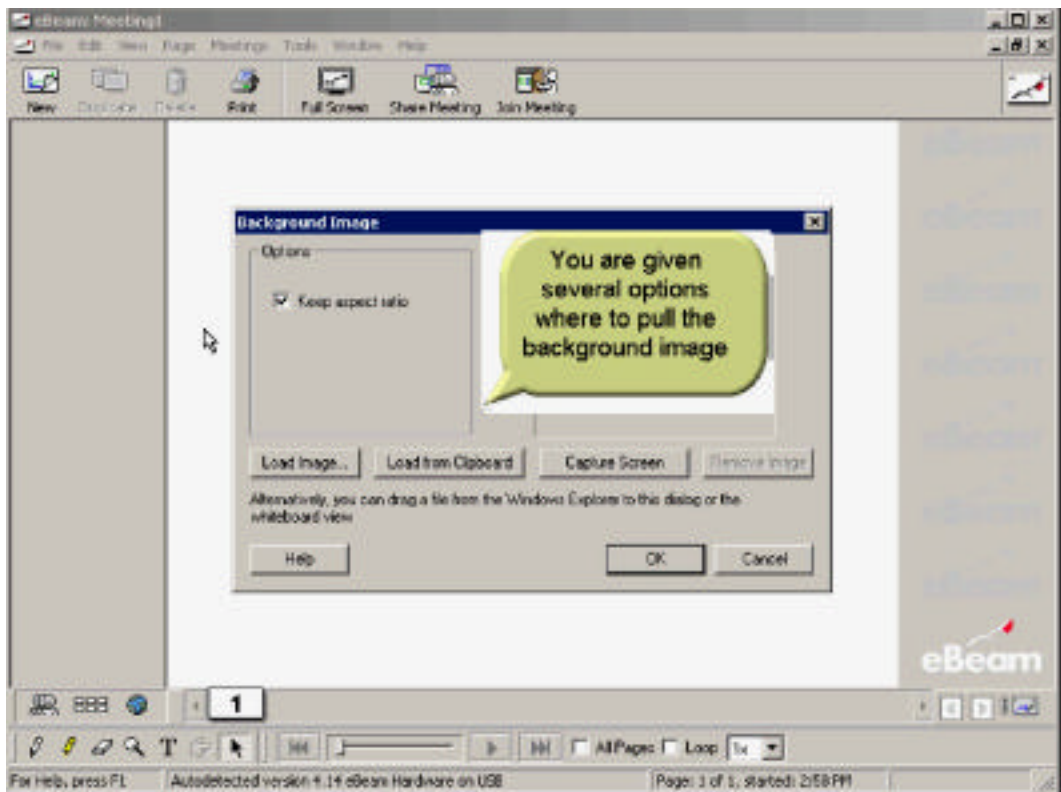 eBeam Meeting1
File Edit View Page Meetings Tools Window Help
New Duplicate Delete Print Full Screen Share Meeting Join Meeting
Background Image
Options
Keep aspect ratio
You are given
several options
where to pull the
background image
Load Image... Load from Clipboard Capture Screen Remove Image
Alternatively, you can drag a file from the Windows Explorer to this dialog or the
whiteboard view
Help OK Cancel
eBeam
1
T All Pages Loop 1x
For Help, press F1 Autodetected version 4.14 eBeam Hardware on USB Page: 1 of 1, started: 2:58 PM